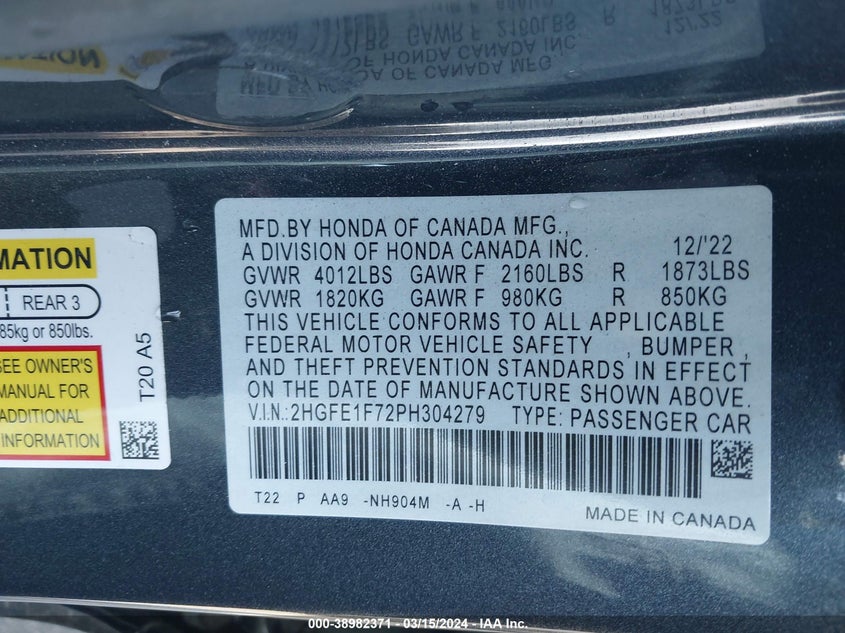 MFD.BY HONDA OF CANADA MFG.,
A DIVISION OF HONDA CANADA INC. 12/'22
GVWR 4012LBS GAWR F 2160LBS R 1873LBS
GVWR 1820KG GAWR F 980KG R 850KG
THIS VEHICLE CONFORMS TO ALL APPLICABLE
FEDERAL MOTOR VEHICLE SAFETY , BUMPER ,
AND THEFT PREVENTION STANDARDS IN EFFECT
ON THE DATE OF MANUFACTURE SHOWN ABOVE.
V.I.N.:2HGFE1F72PH304279 TYPE: PASSENGER CAR
T22 P AA9 -NH904M -A -H
MADE IN CANADA
MATION
REAR 3
85kg or 850lbs.
SEE OWNER'S
MANUAL FOR
ADDITIONAL
INFORMATION
T20 A5
000-38982371 - 03/15/2024 - IAA Inc.